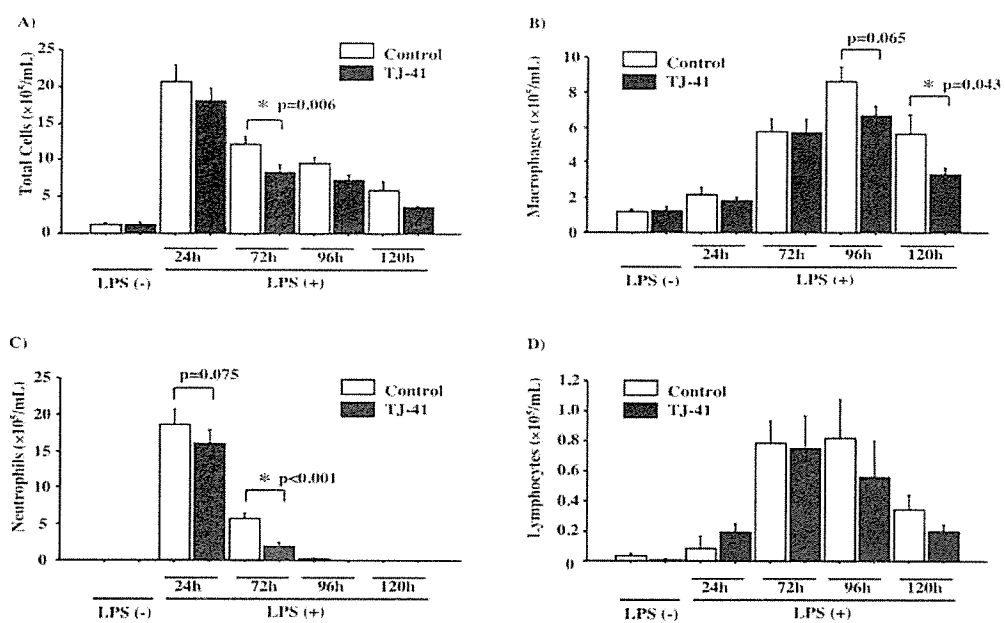 A)
Total Cells (×10⁵/mL)
25
20
15
10
5
0
Control
TJ-41
* p=0.006
24h 72h 96h 120h
LPS (-) LPS (+)
B)
Macrophages (×10⁵/mL)
10
8
6
4
2
0
Control
TJ-41
p=0.065
* p=0.043
24h 72h 96h 120h
LPS (-) LPS (+)
C)
Neutrophils (×10⁵/mL)
25
20
15
10
5
0
Control
TJ-41
p=0.075
* p<0.001
24h 72h 96h 120h
LPS (-) LPS (+)
D)
Lymphocytes (×10⁵/mL)
1.2
1.0
0.8
0.6
0.4
0.2
0
Control
TJ-41
24h 72h 96h 120h
LPS (-) LPS (+)